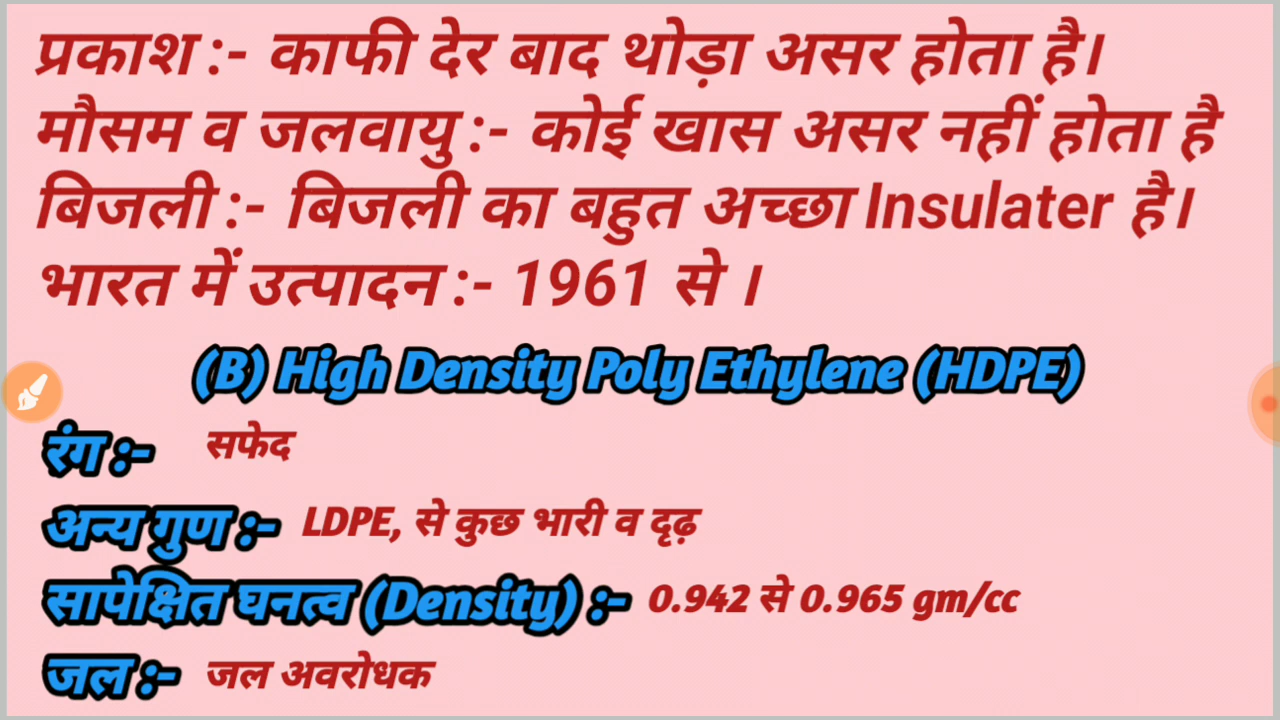 प्रकाश :- काफी देर बाद थोड़ा असर होता है।
मौसम व जलवायु :- कोई खास असर नहीं होता है
बिजली :- बिजली का बहुत अच्छा Insulater है।
भारत में उत्पादन :- 1961 से ।
(B) High Density Poly Ethylene (HDPE)
रंग :- सफेद
अन्य गुण :- LDPE, से कुछ भारी व दृढ़
सापेक्षित घनत्व (Density) :- 0.942 से 0.965 gm/cc
जल :- जल अवरोधक